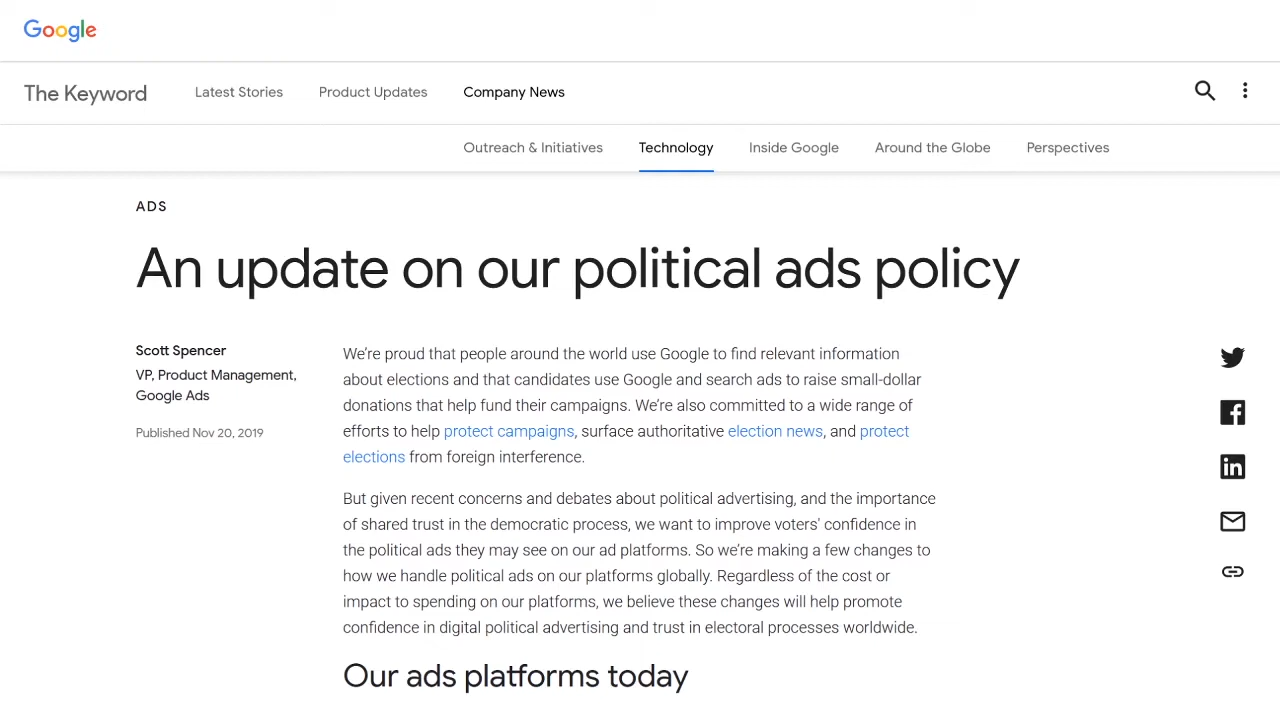 Google
The Keyword
Latest Stories
Product Updates
Company News
Outreach & Initiatives
Technology
Inside Google
Around the Globe
Perspectives
ADS
An update on our political ads policy
Scott Spencer
VP, Product Management,
Google Ads
Published Nov 20, 2019
We’re proud that people around the world use Google to find relevant information
about elections and that candidates use Google and search ads to raise small-dollar
donations that help fund their campaigns. We’re also committed to a wide range of
efforts to help protect campaigns, surface authoritative election news, and protect
elections from foreign interference.
But given recent concerns and debates about political advertising, and the importance
of shared trust in the democratic process, we want to improve voters' confidence in
the political ads they may see on our ad platforms. So we’re making a few changes to
how we handle political ads on our platforms globally. Regardless of the cost or
impact to spending on our platforms, we believe these changes will help promote
confidence in digital political advertising and trust in electoral processes worldwide.
Our ads platforms today